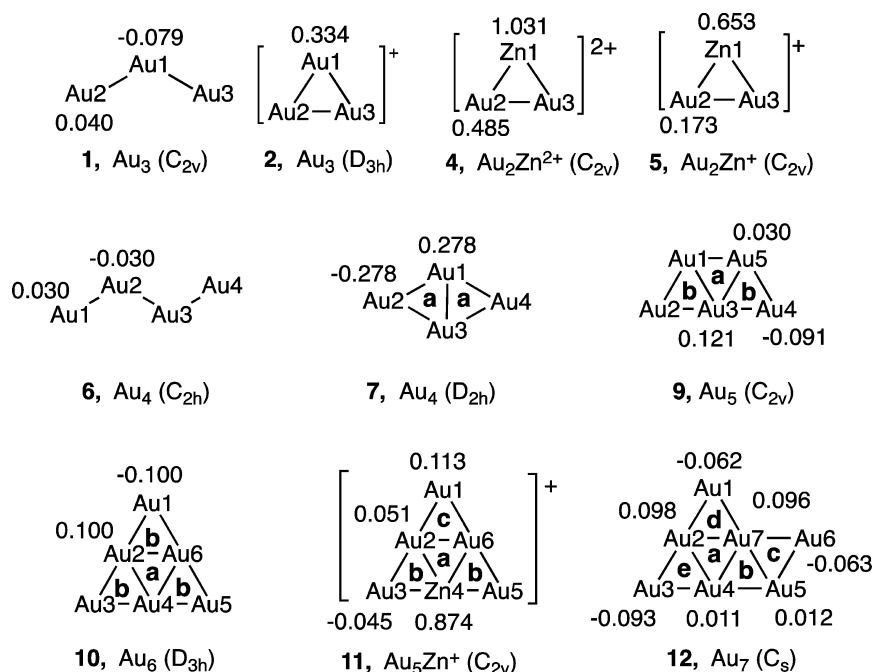 -0.079
Au1
Au2 Au3
0.040
1, Au3 (C2v)
0.334
Au1
+
Au2 Au3
2, Au3 (D3h)
1.031
Zn1
2+
Au2 Au3
0.485
4, Au2Zn2+ (C2v)
0.653
Zn1
+
Au2 Au3
0.173
5, Au2Zn+ (C2v)
-0.030
0.030 Au2 Au4
Au1 Au3
6, Au4 (C2h)
0.278
-0.278 Au1
Au2 a a Au4
Au3
7, Au4 (D2h)
0.030
Au1 Au5
b a b
Au2 Au3 Au4
0.121 -0.091
9, Au5 (C2v)
-0.100
Au1
0.100 b
Au2 Au6
b a b
Au3 Au4 Au5
10, Au6 (D3h)
0.113
Au1
+
0.051 c
Au2 Au6
b a b
Au3 Zn4 Au5
-0.045 0.874
11, Au5Zn+ (C2v)
-0.062
Au1 0.096
0.098 d
Au2 Au7 Au6
e a b c -0.063
Au3 Au4 Au5
-0.093 0.011 0.012
12, Au7 (Cs)